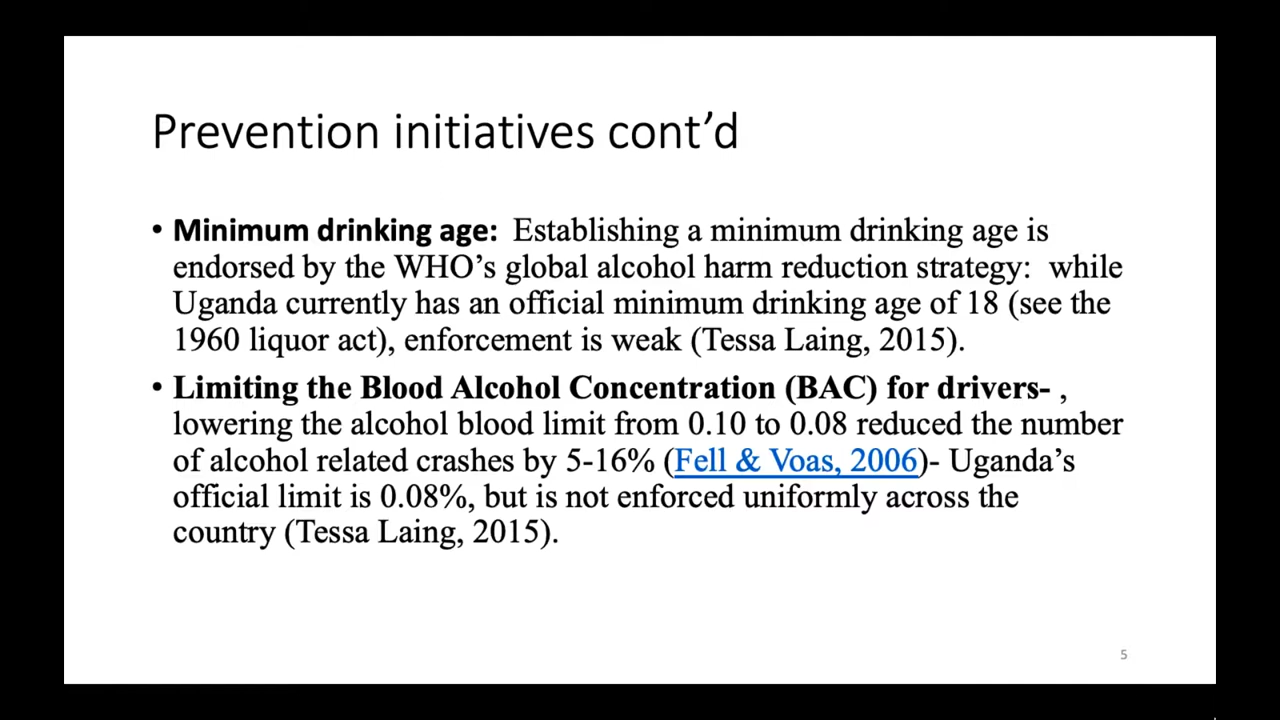 Prevention initiatives cont’d
• Minimum drinking age:  Establishing a minimum drinking age is
endorsed by the WHO’s global alcohol harm reduction strategy:  while
Uganda currently has an official minimum drinking age of 18 (see the
1960 liquor act), enforcement is weak (Tessa Laing, 2015).
• Limiting the Blood Alcohol Concentration (BAC) for drivers- ,
lowering the alcohol blood limit from 0.10 to 0.08 reduced the number
of alcohol related crashes by 5-16% (Fell & Voas, 2006)- Uganda’s
official limit is 0.08%, but is not enforced uniformly across the
country (Tessa Laing, 2015).
5